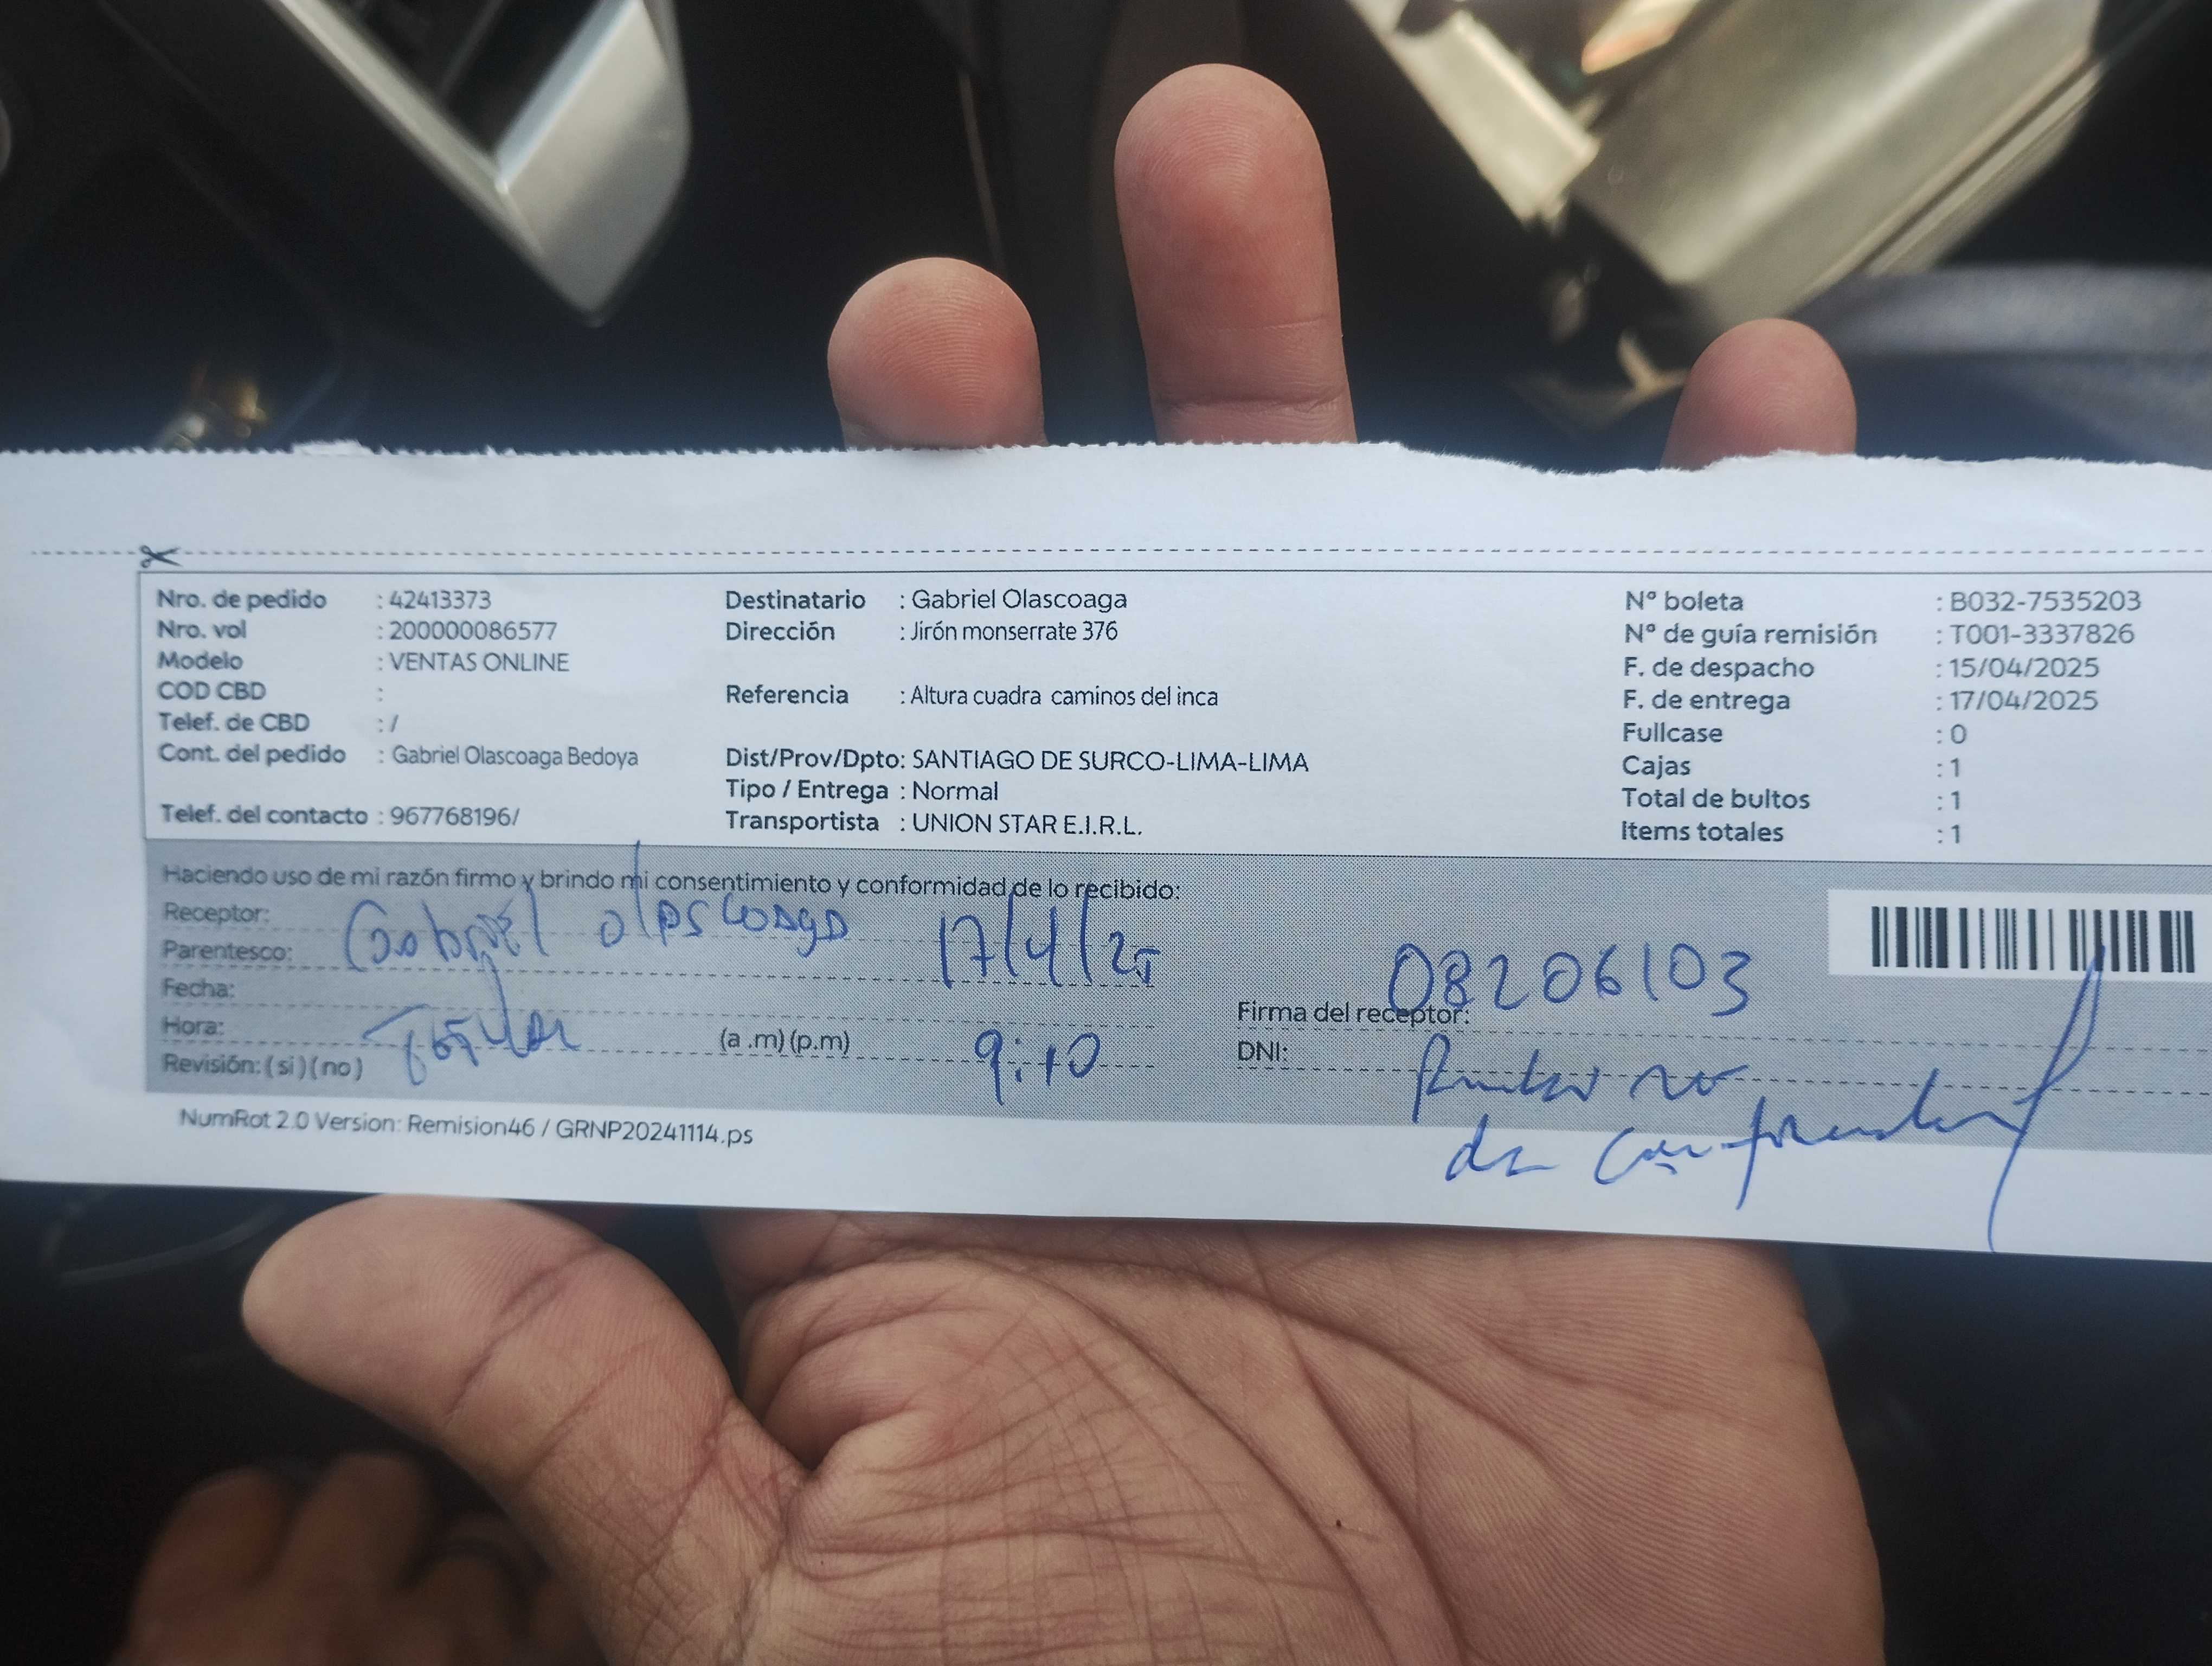 Nro. de pedido : 42413373
Nro. vol : 200000086577
Modelo : VENTAS ONLINE
COD CBD :
Telef. de CBD : /
Cont. del pedido : Gabriel Olascoaga Bedoya
Telef. del contacto : 967768196/
Destinatario : Gabriel Olascoaga
Dirección : Jirón monserrate 376
Referencia : Altura cuadra caminos del inca
Dist/Prov/Dpto: SANTIAGO DE SURCO-LIMA-LIMA
Tipo / Entrega : Normal
Transportista : UNION STAR E.I.R.L.
N° boleta : B032-7535203
N° de guía remisión : T001-3337826
F. de despacho : 15/04/2025
F. de entrega : 17/04/2025
Fullcase : 0
Cajas : 1
Total de bultos : 1
Items totales : 1
Haciendo uso de mi razón firmo y brindo mi consentimiento y conformidad de lo recibido:
Receptor:
Gabriel Olascoaga 17/4/25
Parentesco:
Fecha:
Hora: (a .m) (p.m) 9:10
Titular
Revisión: ( si ) ( no )
08206103
Firma del receptor:
DNI:
no
de conformidad
NumRot 2.0 Version: Remision46 / GRNP20241114.ps